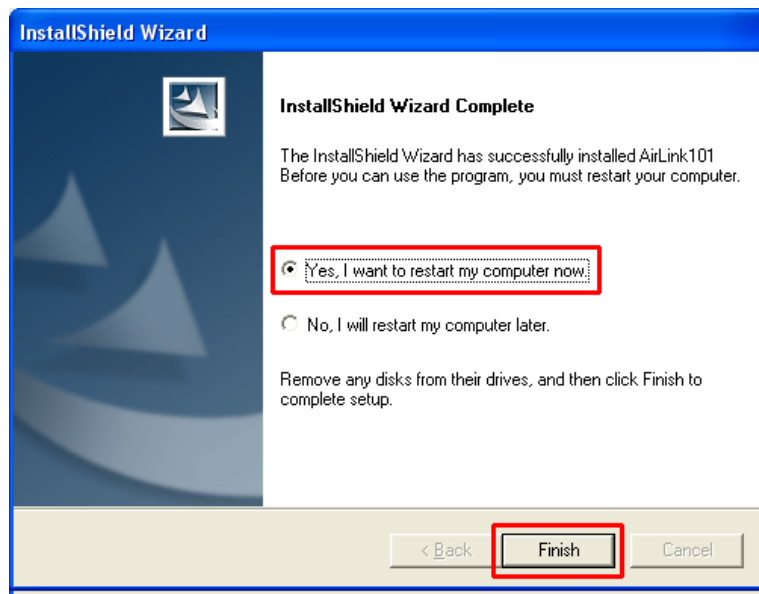 InstallShield Wizard
InstallShield Wizard Complete
The InstallShield Wizard has successfully installed AirLink101
Before you can use the program, you must restart your computer.
Yes, I want to restart my computer now.
No, I will restart my computer later.
Remove any disks from their drives, and then click Finish to
complete setup.
< Back Finish Cancel